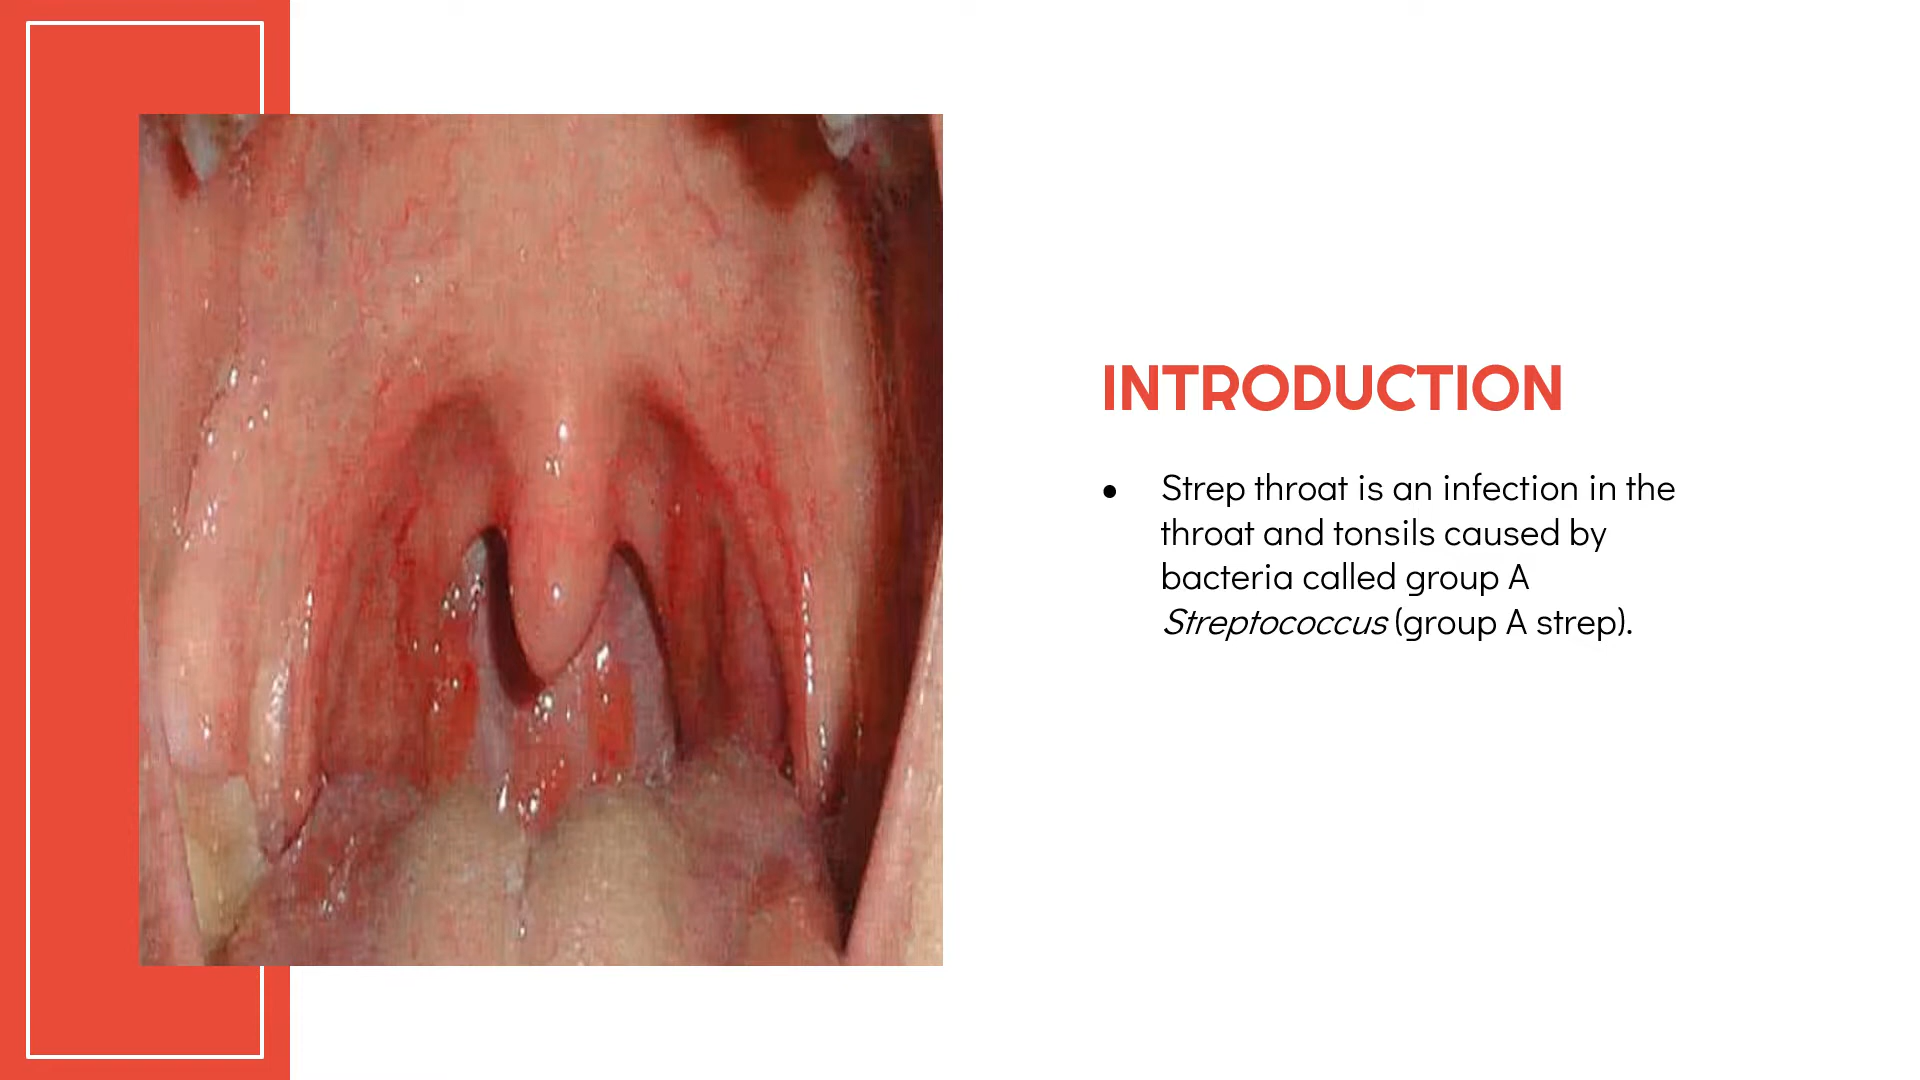 INTRODUCTION
● Strep throat is an infection in the
throat and tonsils caused by
bacteria called group A
Streptococcus (group A strep).